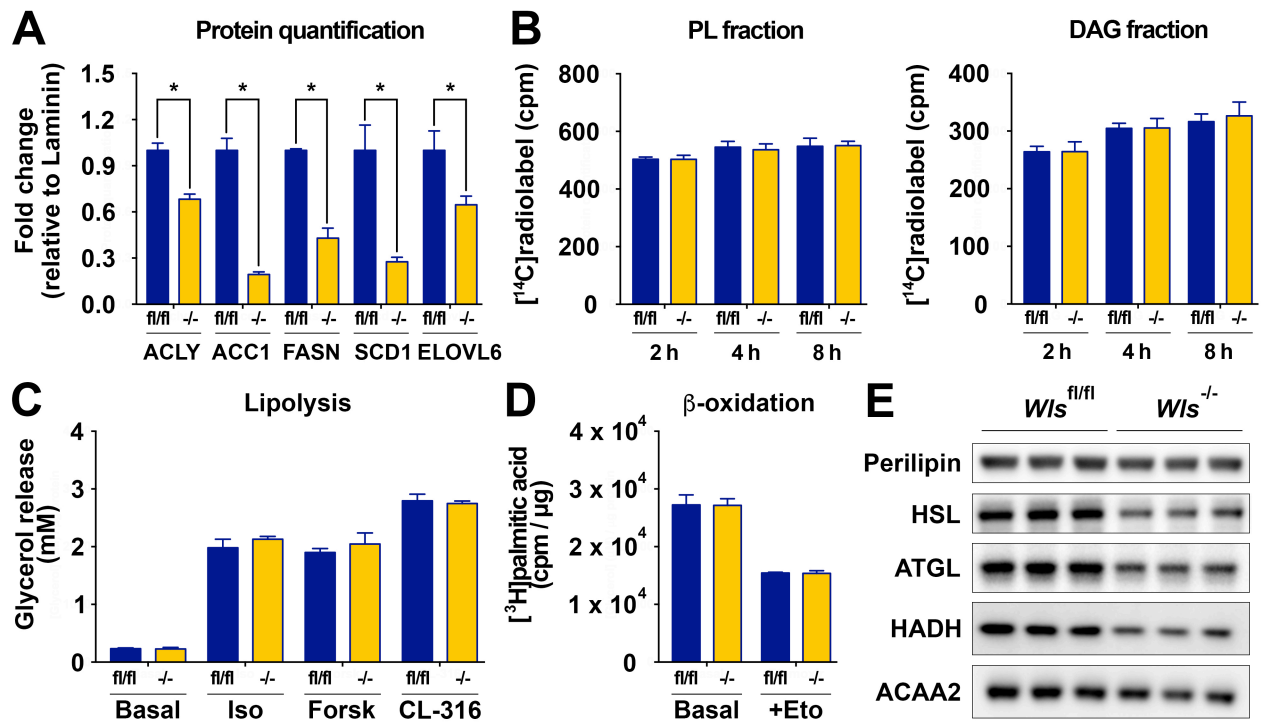 A
Protein quantification
Fold change
(relative to Laminin)
1.5
1.2
0.9
0.6
0.3
0.0
* * * * *
fl/fl -/- fl/fl -/- fl/fl -/- fl/fl -/- fl/fl -/-
ACLY ACC1 FASN SCD1 ELOVL6
B
PL fraction
[¹⁴C]radiolabel (cpm)
800
600
400
200
0
fl/fl -/- fl/fl -/- fl/fl -/-
2 h 4 h 8 h
DAG fraction
[¹⁴C]radiolabel (cpm)
400
300
200
100
0
fl/fl -/- fl/fl -/- fl/fl -/-
2 h 4 h 8 h
C
Lipolysis
Glycerol release
(mM)
4
3
2
1
0
fl/fl -/- fl/fl -/- fl/fl -/- fl/fl -/-
Basal Iso Forsk CL-316
D
β-oxidation
[³H]palmitic acid
(cpm / µg)
4 x 10⁴
3 x 10⁴
2 x 10⁴
1 x 10⁴
0
fl/fl -/- fl/fl -/-
Basal +Eto
E
Wls fl/fl Wls -/-
Perilipin
HSL
ATGL
HADH
ACAA2